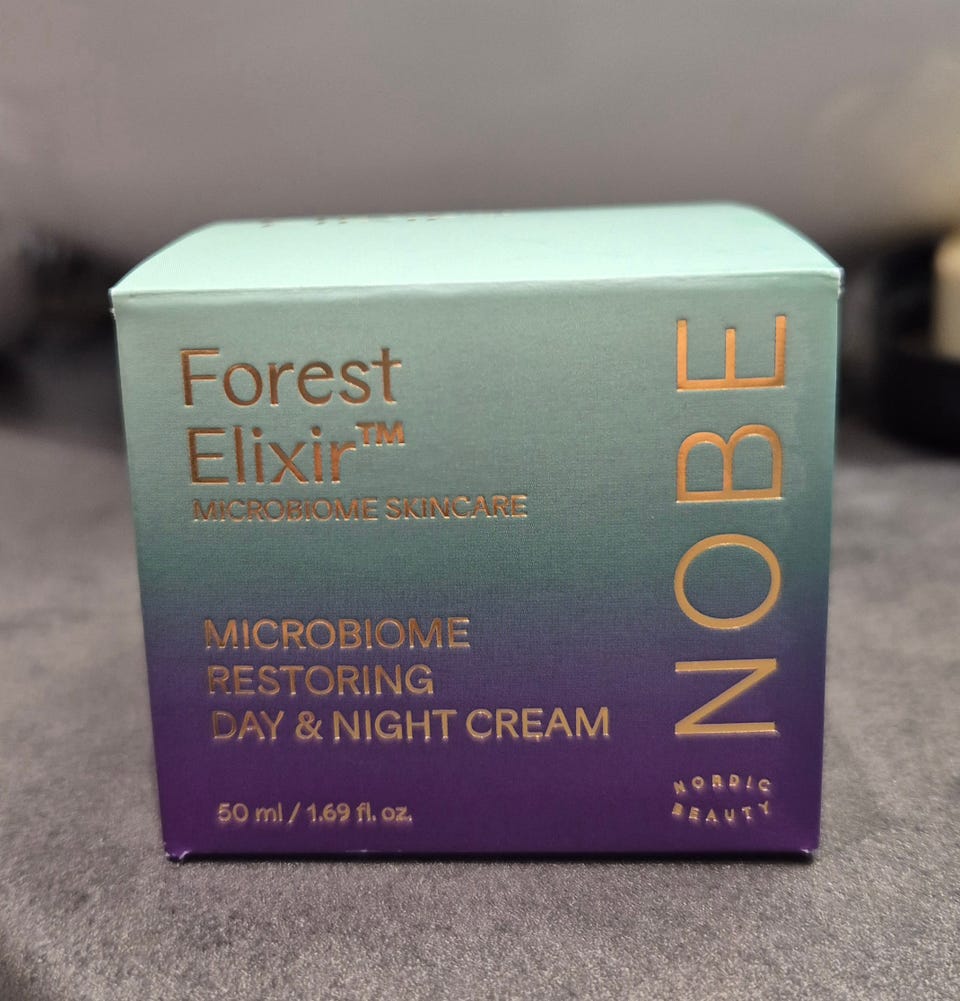 Forest
Elixir™
MICROBIOME SKINCARE
MICROBIOME
RESTORING
DAY & NIGHT CREAM
50 ml / 1.69 fl. oz.
NOBE
NORDIC
BEAUTY